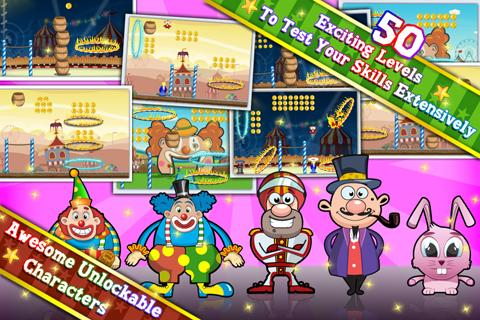 50
Exciting Levels
To Test Your Skills Extensively
Awesome Unlockable
Characters